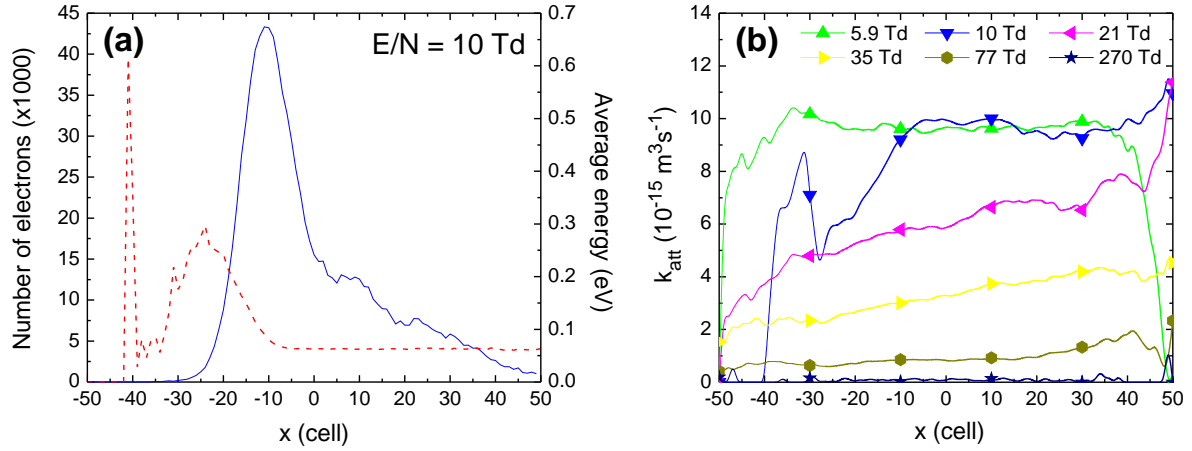 (a)
E/N = 10 Td
Number of electrons (x1000)
45
40
35
30
25
20
15
10
5
0
0.7
0.6
0.5
0.4
0.3
0.2
0.1
0.0
Average energy (eV)
-50 -40 -30 -20 -10 0 10 20 30 40 50
x (cell)
(b)
5.9 Td 10 Td 21 Td
35 Td 77 Td 270 Td
k_att (10^-15 m^3s^-1)
14
12
10
8
6
4
2
0
-50 -40 -30 -20 -10 0 10 20 30 40 50
x (cell)